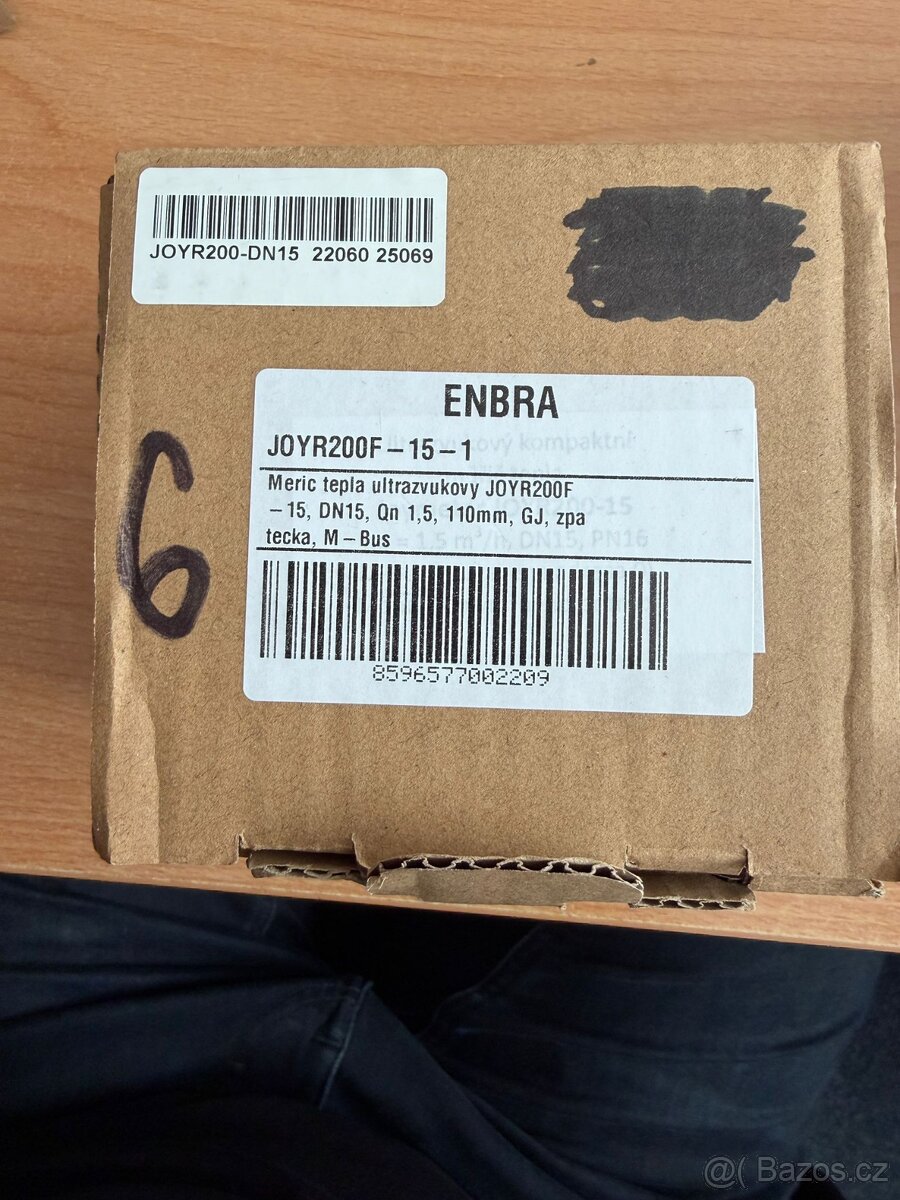 JOYR200-DN15 22060 25069
ENBRA
JOYR200F-15-1
Meric tepla ultrazvukovy JOYR200F
-15, DN15, Qn 1,5, 110mm, GJ, zpa
tecka, M-Bus
8596577002209
6
@( Bazos.cz